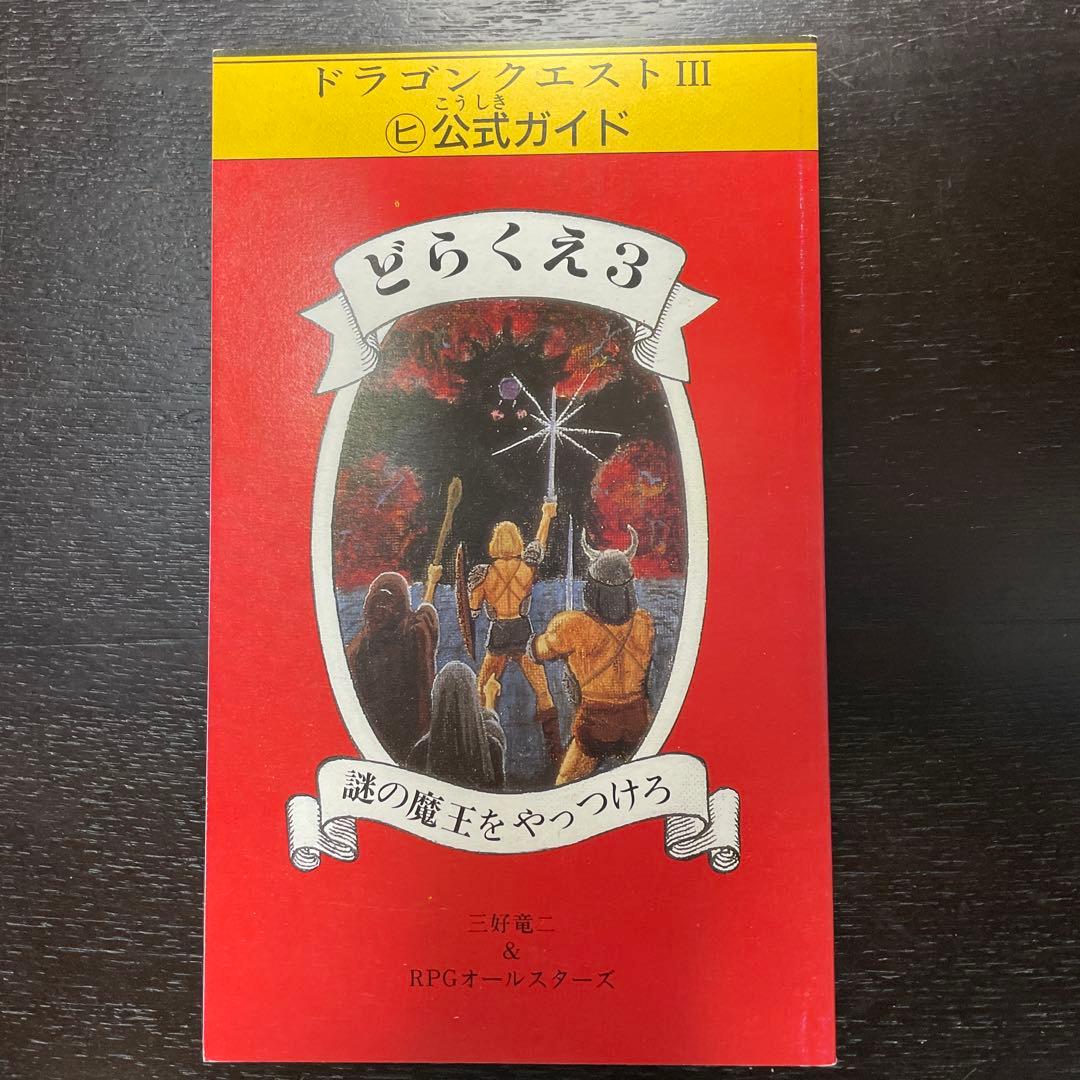 ドラゴンクエストIII
こうしき
㋪公式ガイド
どらくえ3
謎の魔王をやっつけろ
三好竜二
&
RPGオールスターズ